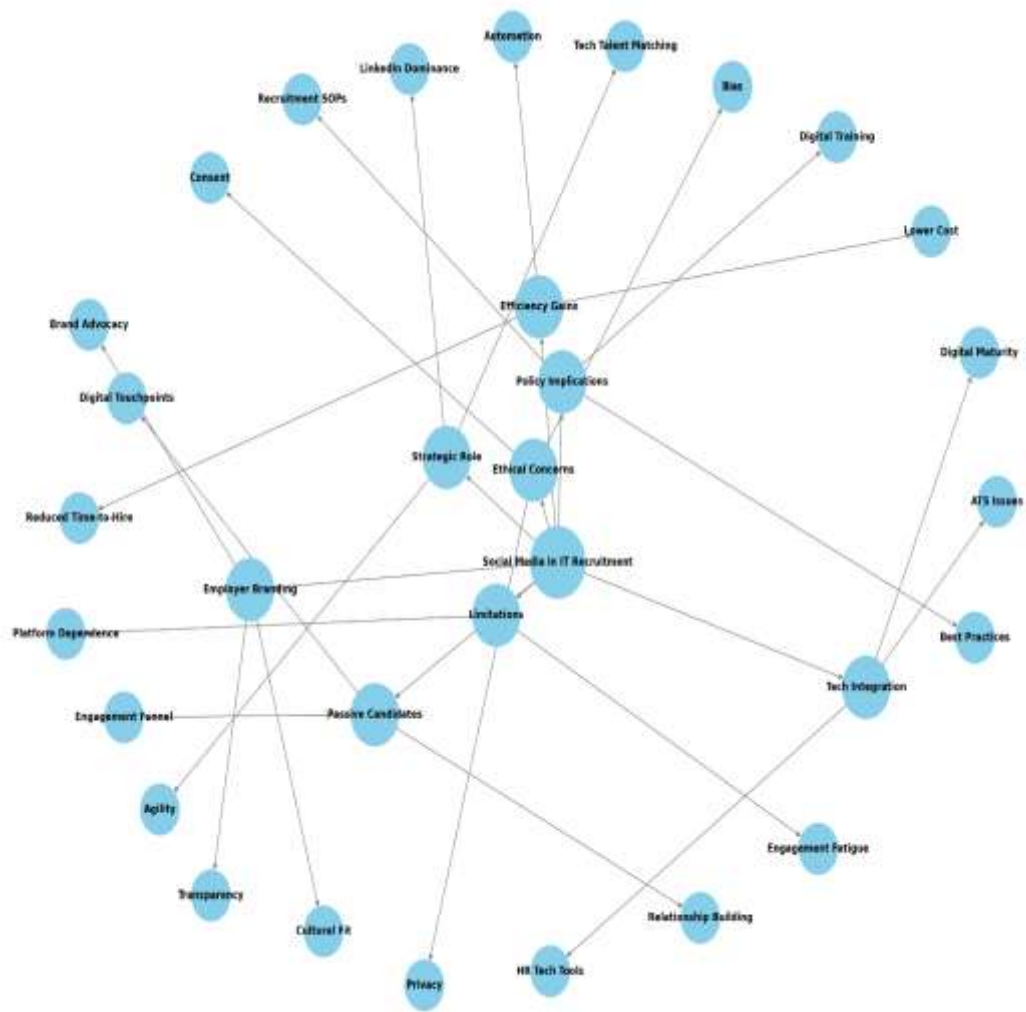 Automation
Tech Talent Matching
LinkedIn Dominance
Bias
Recruitment SOPs
Digital Training
Consent
Lower Cost
Efficiency Gains
Brand Advocacy
Digital Maturity
Policy Implications
Digital Touchpoints
Strategic Role
Ethical Concerns
ATS Issues
Reduced Time-to-Hire
Social Media in IT Recruitment
Employer Branding
Limitations
Platform Dependence
Best Practices
Tech Integration
Engagement Funnel
Passive Candidates
Agility
Engagement Fatigue
Transparency
Relationship Building
Cultural Fit
HR Tech Tools
Privacy